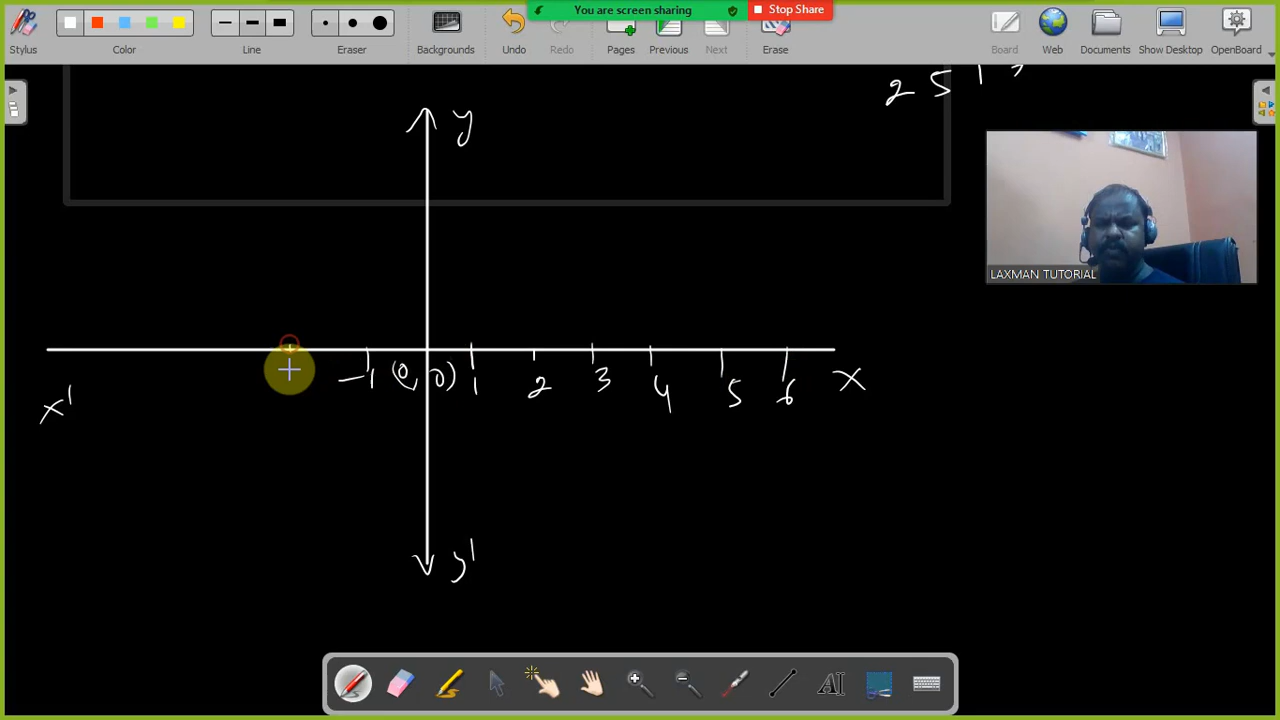 You are screen sharing Stop Share
Stylus Color Line Eraser Backgrounds Undo Redo Pages Previous Next Erase Board Web Documents Show Desktop OpenBoard
2 5 1
y
LAXMAN TUTORIAL
-1 (0, 0) 1 2 3 4 5 6 X
X'
y'